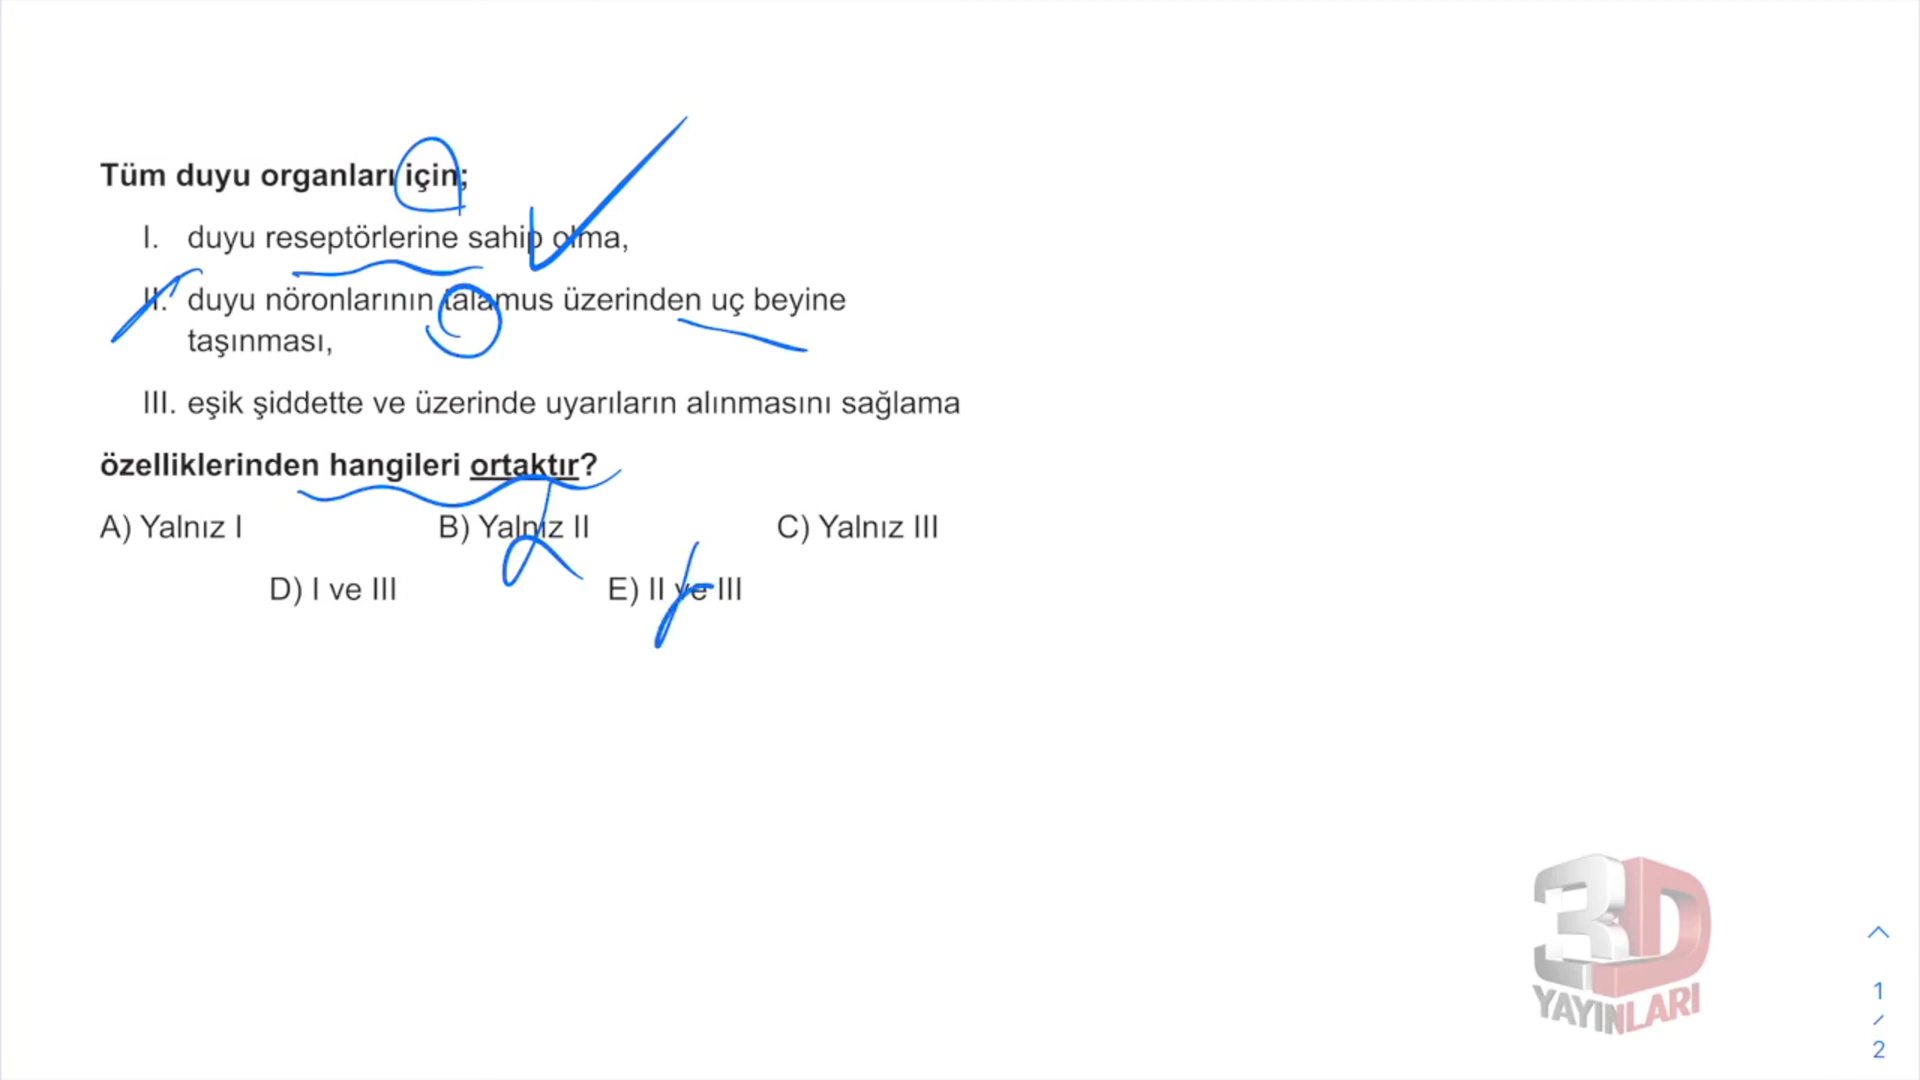 Tüm duyu organları için;
I. duyu reseptörlerine sahip olma,
II. duyu nöronlarının talamus üzerinden uç beyine
taşınması,
III. eşik şiddette ve üzerinde uyarıların alınmasını sağlama
özelliklerinden hangileri ortaktır?
A) Yalnız I B) Yalnız II C) Yalnız III
D) I ve III E) II ve III
3D
YAYINLARI
1
/
2